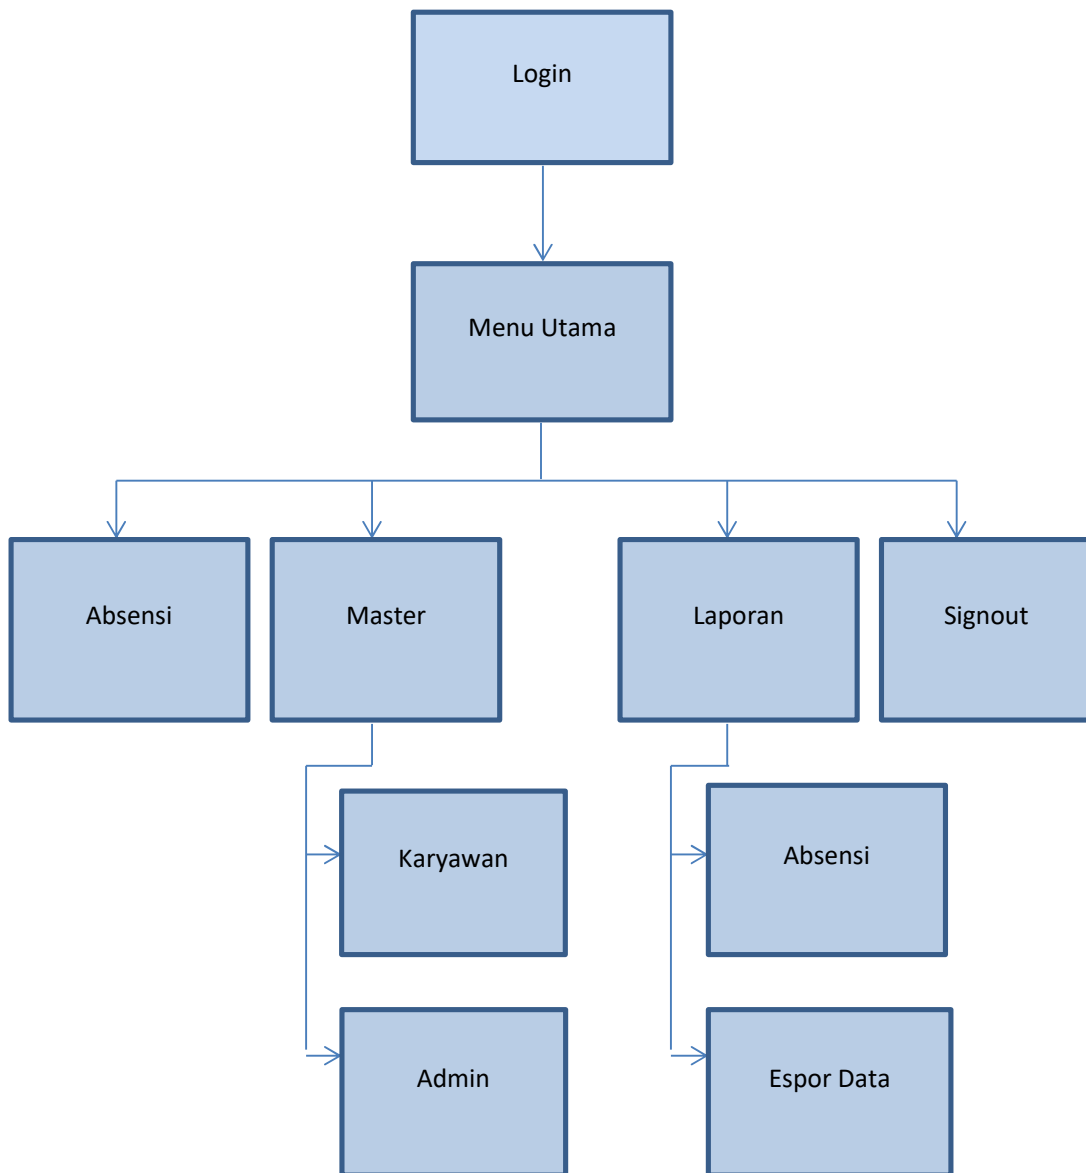 Login
Menu Utama
Absensi
Master
Laporan
Signout
Karyawan
Absensi
Admin
Espor Data